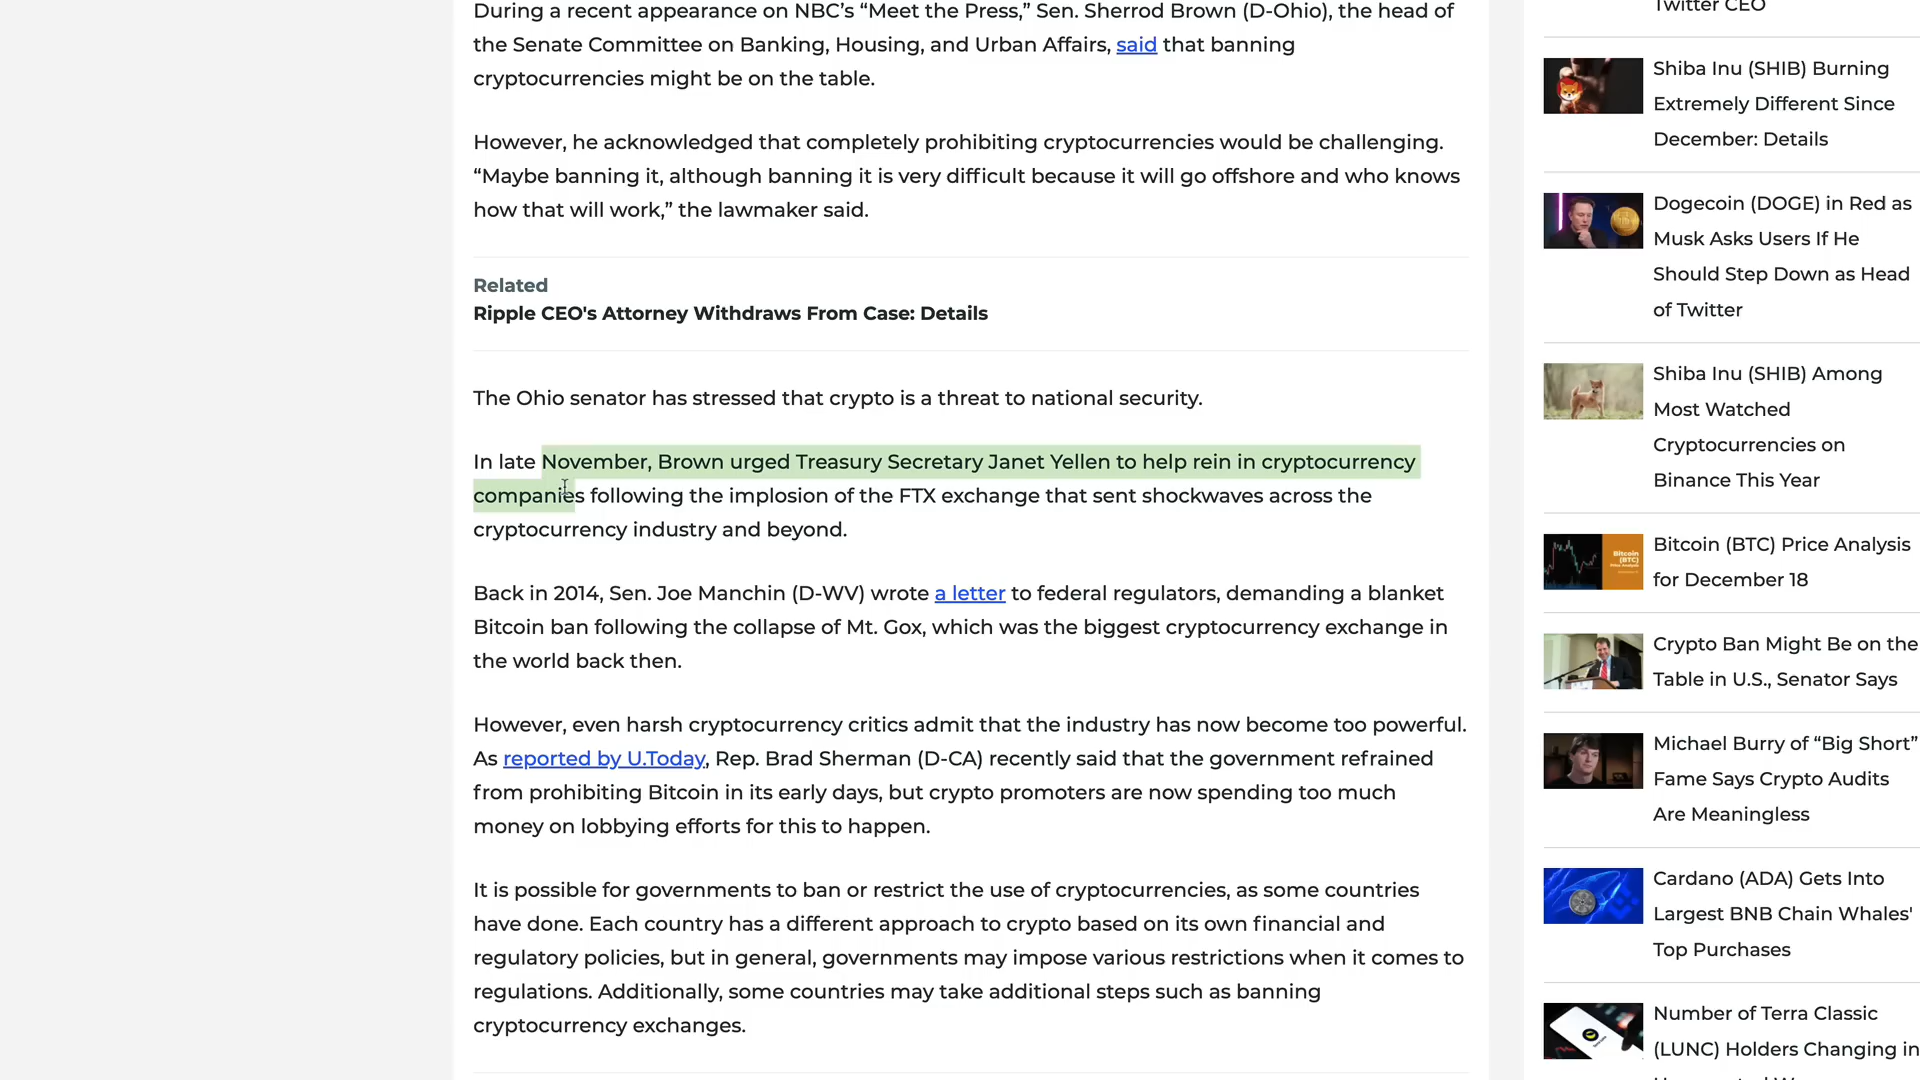 During a recent appearance on NBC’s “Meet the Press,” Sen. Sherrod Brown (D-Ohio), the head of
the Senate Committee on Banking, Housing, and Urban Affairs, said that banning
cryptocurrencies might be on the table.
However, he acknowledged that completely prohibiting cryptocurrencies would be challenging.
“Maybe banning it, although banning it is very difficult because it will go offshore and who knows
how that will work,” the lawmaker said.
Related
Ripple CEO's Attorney Withdraws From Case: Details
The Ohio senator has stressed that crypto is a threat to national security.
In late November, Brown urged Treasury Secretary Janet Yellen to help rein in cryptocurrency
companies following the implosion of the FTX exchange that sent shockwaves across the
cryptocurrency industry and beyond.
Back in 2014, Sen. Joe Manchin (D-WV) wrote a letter to federal regulators, demanding a blanket
Bitcoin ban following the collapse of Mt. Gox, which was the biggest cryptocurrency exchange in
the world back then.
However, even harsh cryptocurrency critics admit that the industry has now become too powerful.
As reported by U.Today, Rep. Brad Sherman (D-CA) recently said that the government refrained
from prohibiting Bitcoin in its early days, but crypto promoters are now spending too much
money on lobbying efforts for this to happen.
It is possible for governments to ban or restrict the use of cryptocurrencies, as some countries
have done. Each country has a different approach to crypto based on its own financial and
regulatory policies, but in general, governments may impose various restrictions when it comes to
regulations. Additionally, some countries may take additional steps such as banning
cryptocurrency exchanges.
Twitter CEO
Shiba Inu (SHIB) Burning
Extremely Different Since
December: Details
Dogecoin (DOGE) in Red as
Musk Asks Users If He
Should Step Down as Head
of Twitter
Shiba Inu (SHIB) Among
Most Watched
Cryptocurrencies on
Binance This Year
Bitcoin
(BTC)
Bitcoin (BTC) Price Analysis
for December 18
Crypto Ban Might Be on the
Table in U.S., Senator Says
Michael Burry of “Big Short”
Fame Says Crypto Audits
Are Meaningless
Cardano (ADA) Gets Into
Largest BNB Chain Whales'
Top Purchases
Number of Terra Classic
(LUNC) Holders Changing in